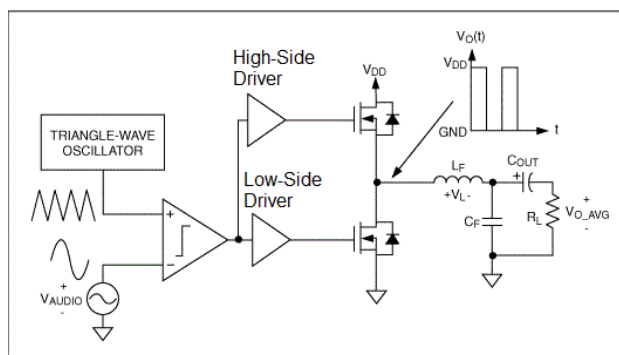 High-Side
Driver
Low-Side
Driver
TRIANGLE-WAVE
OSCILLATOR
+
−
+
VAUDIO
-
VDD
VO(t)
VDD
GND
t
LF
+VL-
CF
COUT
+
RL
+
VO_AVG
-